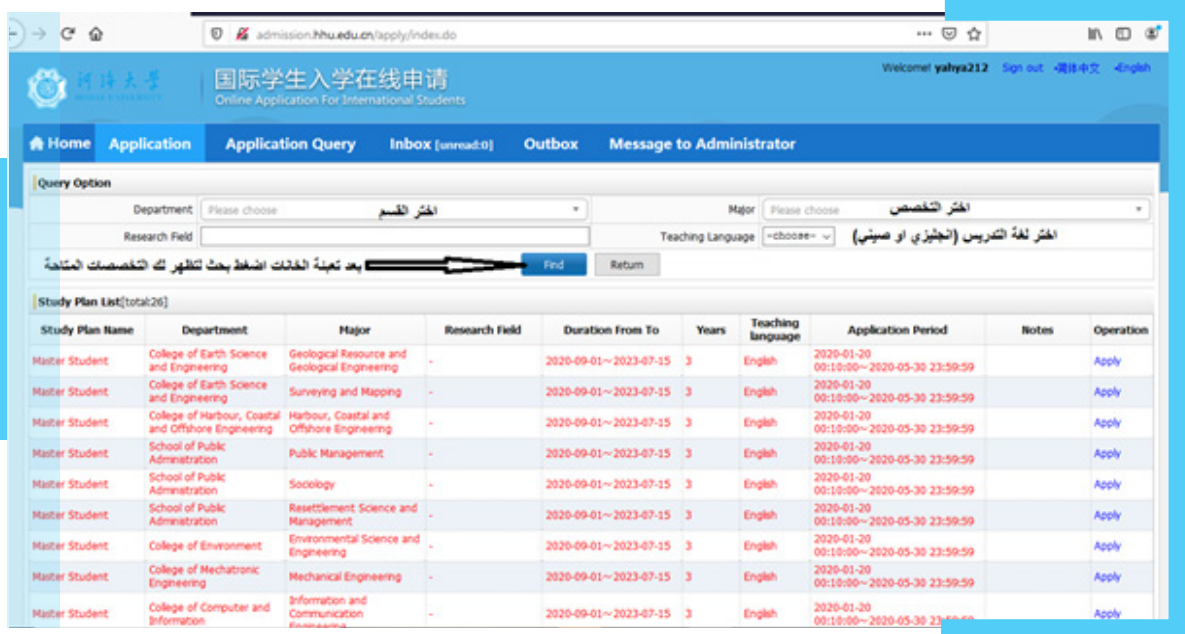 admission.hhu.edu.cn/apply/index.do
河海大学
HOHAI UNIVERSITY
国际学生入学在线申请
Online Application For International Students
Welcome! yahya212 Sign out 简体中文 English
Home Application Application Query Inbox [unread:0] Outbox Message to Administrator
Query Option
Department Please choose اختر القسم Major Please choose اختر التخصص
Research Field Teaching Language -choose- اختر لغة التدريس (انجليزي او صيني)
بعد تعبئة الخانات اضغط بحث لتظهر لك التخصصات المتاحة Find Return
Study Plan List[total:26]
Study Plan Name Department Major Research Field Duration From To Years Teaching language Application Period Notes Operation
Master Student College of Earth Science and Engineering Geological Resource and Geological Engineering - 2020-09-01~2023-07-15 3 English 2020-01-20 00:10:00~2020-05-30 23:59:59 Apply
Master Student College of Earth Science and Engineering Surveying and Mapping - 2020-09-01~2023-07-15 3 English 2020-01-20 00:10:00~2020-05-30 23:59:59 Apply
Master Student College of Harbour, Coastal and Offshore Engineering Harbour, Coastal and Offshore Engineering - 2020-09-01~2023-07-15 3 English 2020-01-20 00:10:00~2020-05-30 23:59:59 Apply
Master Student School of Public Administration Public Management - 2020-09-01~2023-07-15 3 English 2020-01-20 00:10:00~2020-05-30 23:59:59 Apply
Master Student School of Public Administration Sociology - 2020-09-01~2023-07-15 3 English 2020-01-20 00:10:00~2020-05-30 23:59:59 Apply
Master Student School of Public Administration Resettlement Science and Management - 2020-09-01~2023-07-15 3 English 2020-01-20 00:10:00~2020-05-30 23:59:59 Apply
Master Student College of Environment Environmental Science and Engineering - 2020-09-01~2023-07-15 3 English 2020-01-20 00:10:00~2020-05-30 23:59:59 Apply
Master Student College of Mechatronic Engineering Mechanical Engineering - 2020-09-01~2023-07-15 3 English 2020-01-20 00:10:00~2020-05-30 23:59:59 Apply
Master Student College of Computer and Information Information and Communication Engineering - 2020-09-01~2023-07-15 3 English 2020-01-20 00:10:00~2020-05-30 23:59:59 Apply